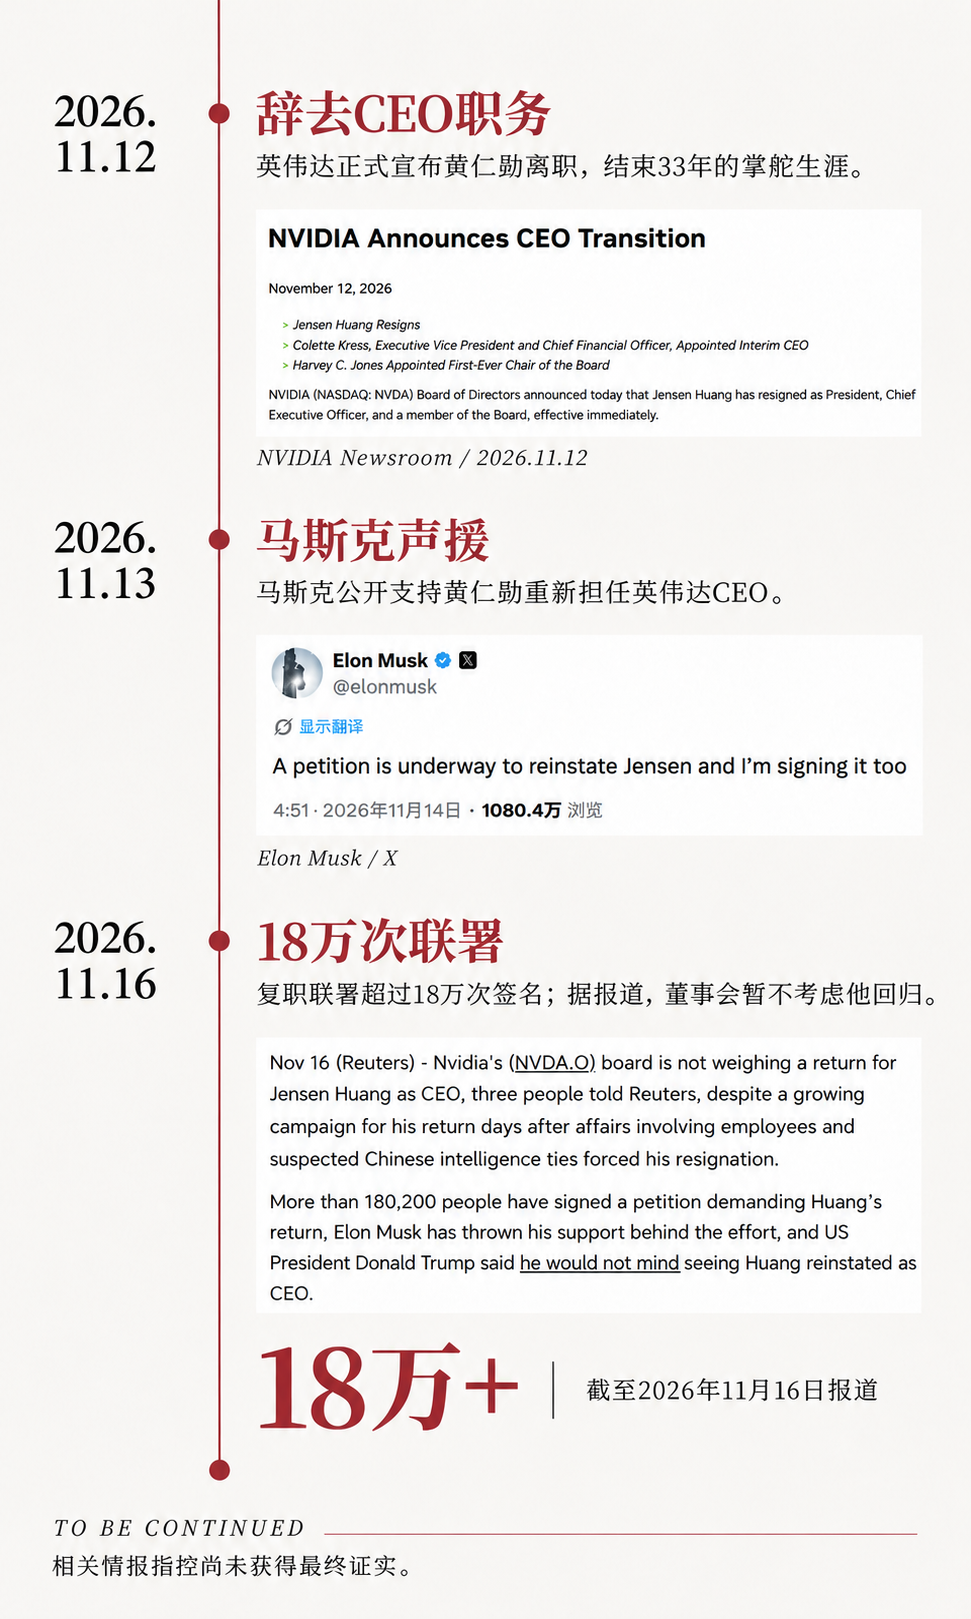 2026.
11.12
辞去CEO职务
英伟达正式宣布黄仁勋离职，结束33年的掌舵生涯。
NVIDIA Announces CEO Transition
November 12, 2026
> Jensen Huang Resigns
> Colette Kress, Executive Vice President and Chief Financial Officer, Appointed Interim CEO
> Harvey C. Jones Appointed First-Ever Chair of the Board
NVIDIA (NASDAQ: NVDA) Board of Directors announced today that Jensen Huang has resigned as President, Chief
Executive Officer, and a member of the Board, effective immediately.
NVIDIA Newsroom / 2026.11.12
2026.
11.13
马斯克声援
马斯克公开支持黄仁勋重新担任英伟达CEO。
Elon Musk
@elonmusk
显示翻译
A petition is underway to reinstate Jensen and I’m signing it too
4:51 · 2026年11月14日 · 1080.4万 浏览
Elon Musk / X
2026.
11.16
18万次联署
复职联署超过18万次签名；据报道，董事会暂不考虑他回归。
Nov 16 (Reuters) - Nvidia's (NVDA.O) board is not weighing a return for
Jensen Huang as CEO, three people told Reuters, despite a growing
campaign for his return days after affairs involving employees and
suspected Chinese intelligence ties forced his resignation.
More than 180,200 people have signed a petition demanding Huang’s
return, Elon Musk has thrown his support behind the effort, and US
President Donald Trump said he would not mind seeing Huang reinstated as
CEO.
18万+
截至2026年11月16日报道
TO BE CONTINUED
相关情报指控尚未获得最终证实。